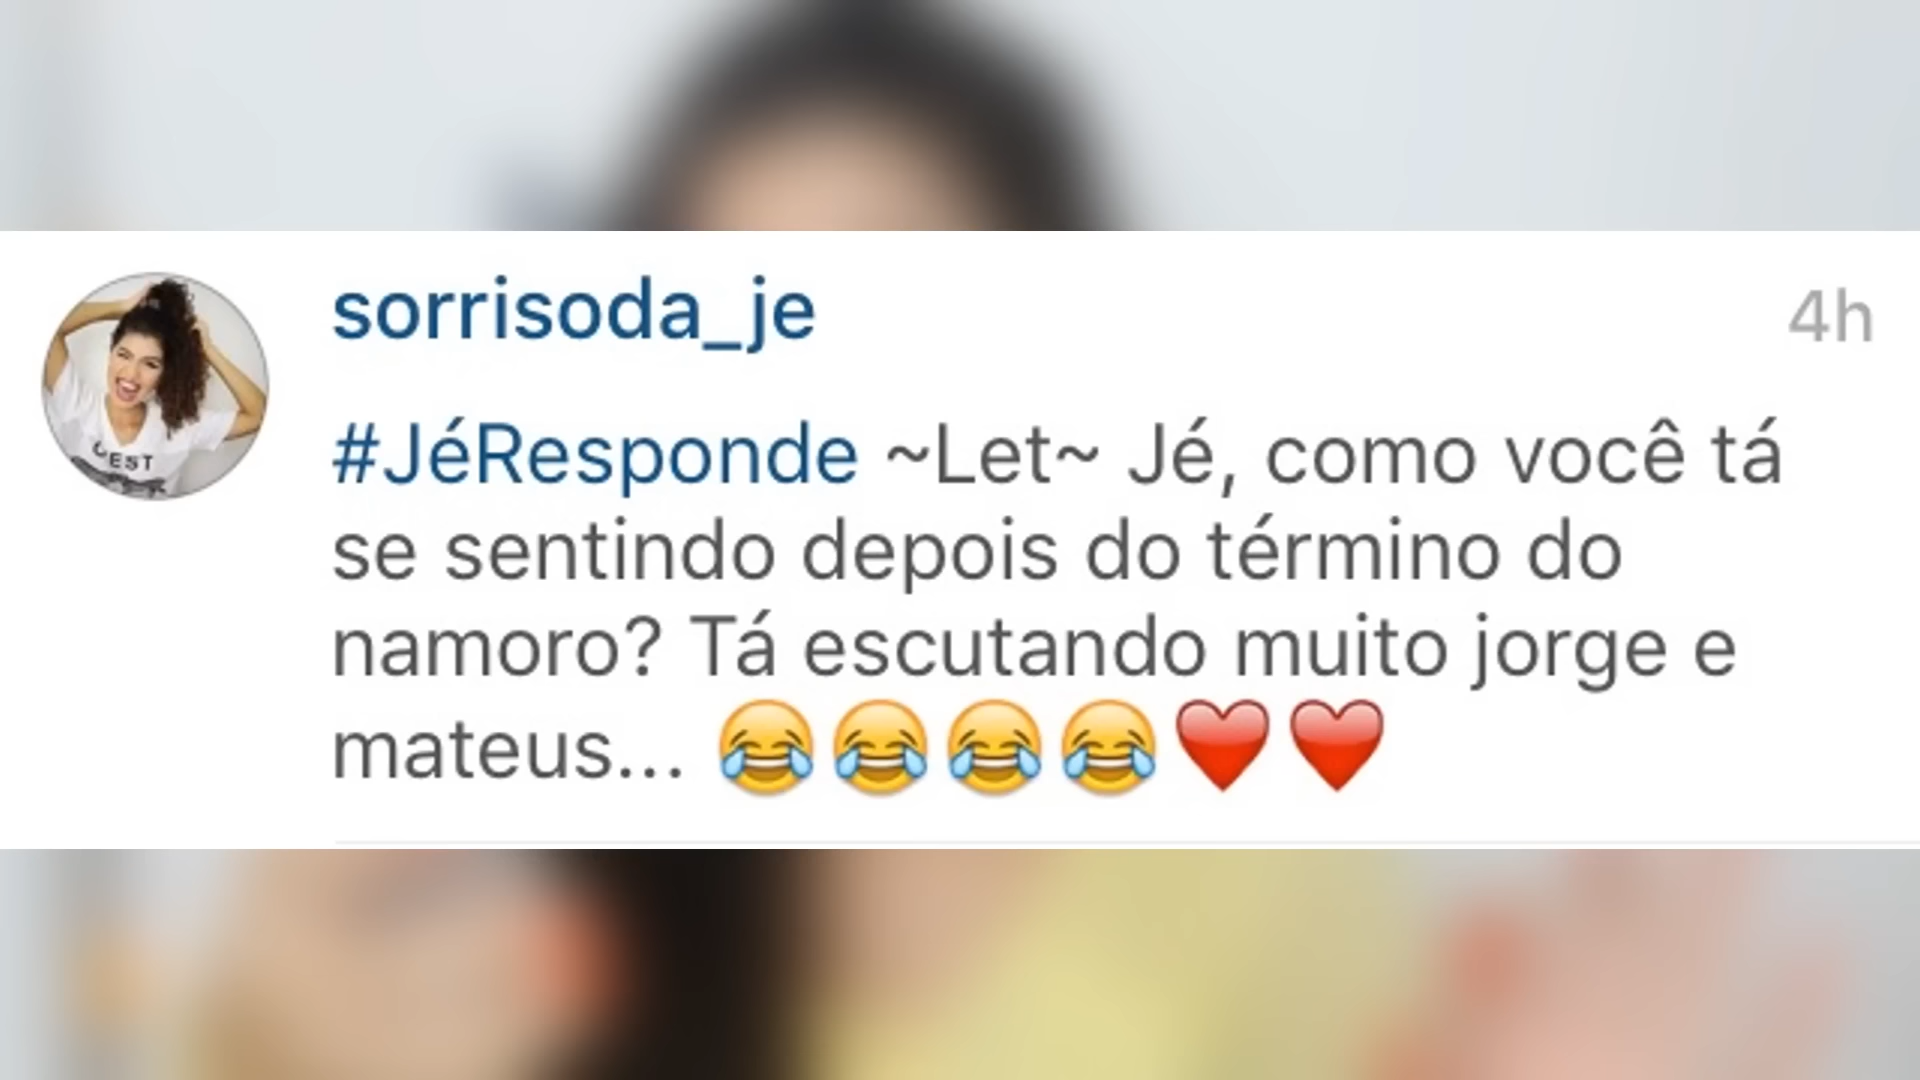 sorrisoda_je
4h
#JéResponde ~Let~ Jé, como você tá
se sentindo depois do término do
namoro? Tá escutando muito jorge e
mateus... 😂😂😂😂❤️❤️